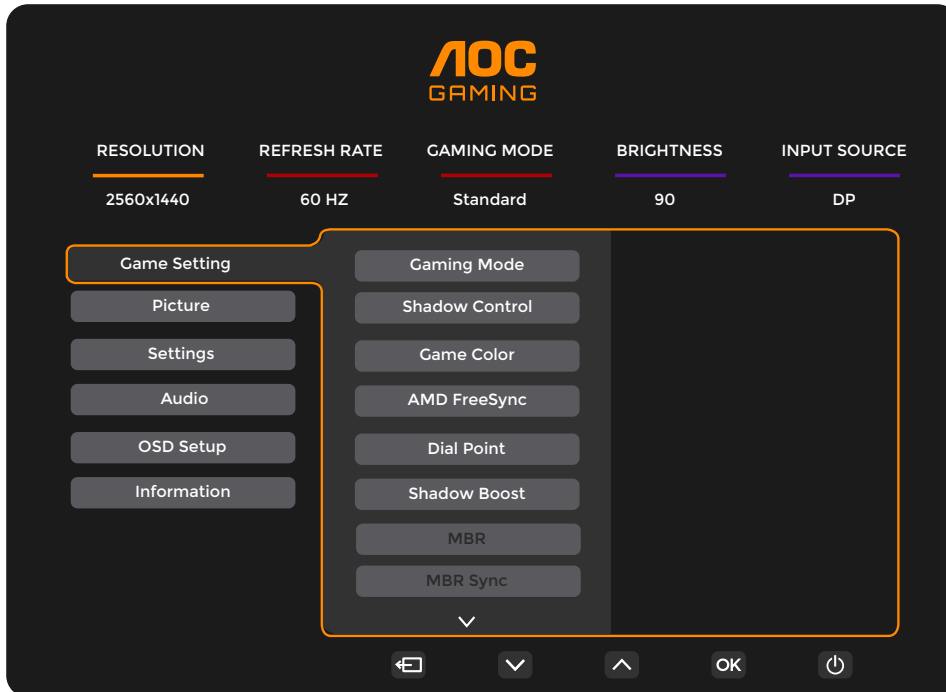 AOC
GAMING
RESOLUTION REFRESH RATE GAMING MODE BRIGHTNESS INPUT SOURCE
2560x1440 60 HZ Standard 90 DP
Game Setting
Picture
Settings
Audio
OSD Setup
Information
Gaming Mode
Shadow Control
Game Color
AMD FreeSync
Dial Point
Shadow Boost
MBR
MBR Sync
OK